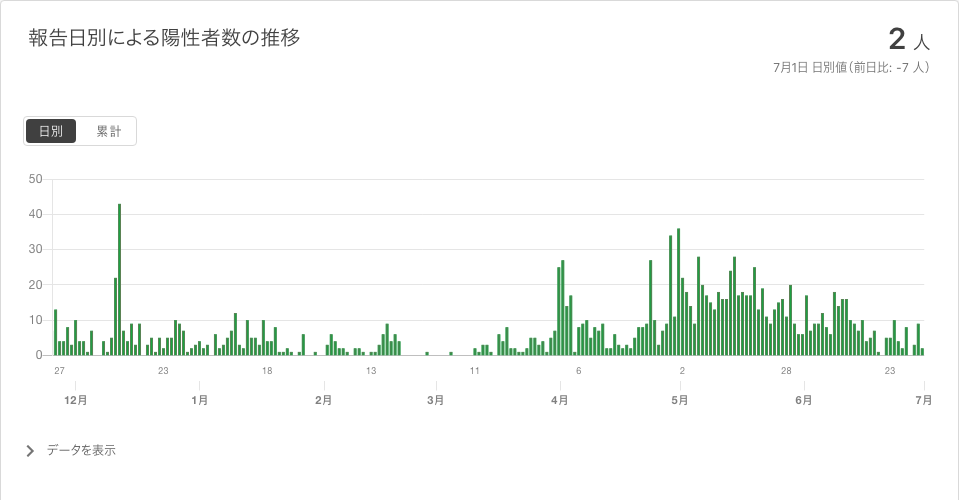 報告日別による陽性者数の推移
2 人
7月1日 日別値（前日比: -7 人）
日別 累計
50
40
30
20
10
0
27 23 18 13 11 6 2 28 23
12月 1月 2月 3月 4月 5月 6月 7月
データを表示